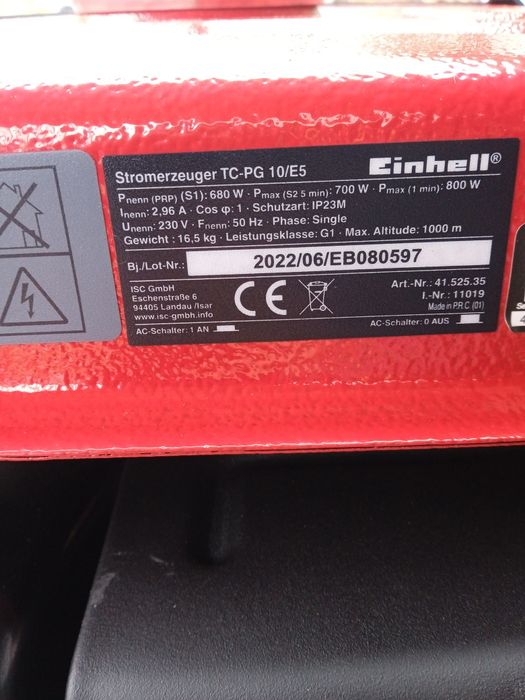 Stromerzeuger TC-PG 10/E5
Einhell®
Pnenn (PRP) (S1): 680 W · Pmax (S2 5 min): 700 W · Pmax (1 min): 800 W
Inenn: 2,96 A · Cos φ: 1 · Schutzart: IP23M
Unenn: 230 V · Fnenn: 50 Hz · Phase: Single
Gewicht: 16,5 kg · Leistungsklasse: G1 · Max. Altitude: 1000 m
Bj./Lot-Nr.: 2022/06/EB080597
ISC GmbH
Eschenstraße 6
94405 Landau /Isar
www.isc-gmbh.info
CE
Art.-Nr.: 41.525.35
I.-Nr.: 11019
Made in P.R.C. (01)
AC-Schalter: 1 AN
AC-Schalter: 0 AUS